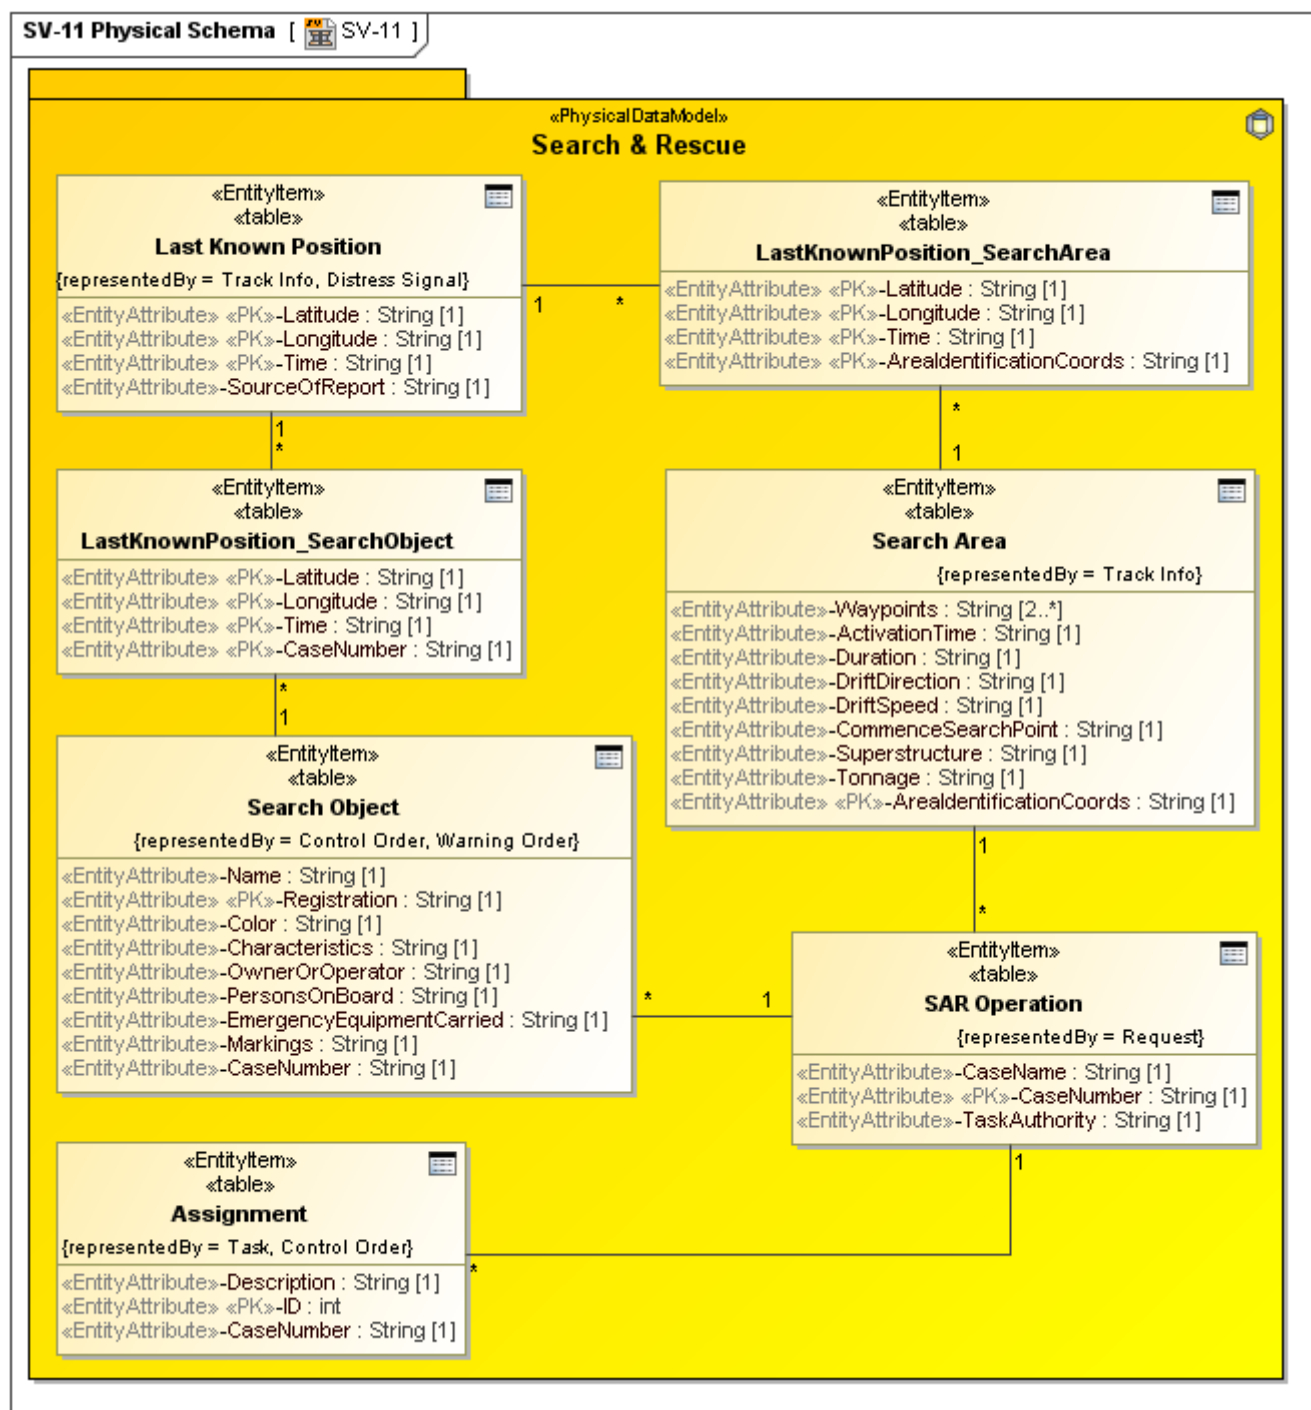 SV-11 Physical Schema [ SV-11 ]
«PhysicalDataModel»
Search & Rescue
«EntityItem»
«table»
Last Known Position
{representedBy = Track Info, Distress Signal}
«EntityAttribute» «PK»-Latitude : String [1]
«EntityAttribute» «PK»-Longitude : String [1]
«EntityAttribute» «PK»-Time : String [1]
«EntityAttribute»-SourceOfReport : String [1]
1
*
«EntityItem»
«table»
LastKnownPosition_SearchArea
«EntityAttribute» «PK»-Latitude : String [1]
«EntityAttribute» «PK»-Longitude : String [1]
«EntityAttribute» «PK»-Time : String [1]
«EntityAttribute» «PK»-AreaIdentificationCoords : String [1]
1
*
*
1
«EntityItem»
«table»
LastKnownPosition_SearchObject
«EntityAttribute» «PK»-Latitude : String [1]
«EntityAttribute» «PK»-Longitude : String [1]
«EntityAttribute» «PK»-Time : String [1]
«EntityAttribute» «PK»-CaseNumber : String [1]
«EntityItem»
«table»
Search Area
{representedBy = Track Info}
«EntityAttribute»-Waypoints : String [2..*]
«EntityAttribute»-ActivationTime : String [1]
«EntityAttribute»-Duration : String [1]
«EntityAttribute»-DriftDirection : String [1]
«EntityAttribute»-DriftSpeed : String [1]
«EntityAttribute»-CommenceSearchPoint : String [1]
«EntityAttribute»-Superstructure : String [1]
«EntityAttribute»-Tonnage : String [1]
«EntityAttribute» «PK»-AreaIdentificationCoords : String [1]
*
1
«EntityItem»
«table»
Search Object
{representedBy = Control Order, Warning Order}
«EntityAttribute»-Name : String [1]
«EntityAttribute» «PK»-Registration : String [1]
«EntityAttribute»-Color : String [1]
«EntityAttribute»-Characteristics : String [1]
«EntityAttribute»-OwnerOrOperator : String [1]
«EntityAttribute»-PersonsOnBoard : String [1]
«EntityAttribute»-EmergencyEquipmentCarried : String [1]
«EntityAttribute»-Markings : String [1]
«EntityAttribute»-CaseNumber : String [1]
1
*
*
1
«EntityItem»
«table»
SAR Operation
{representedBy = Request}
«EntityAttribute»-CaseName : String [1]
«EntityAttribute» «PK»-CaseNumber : String [1]
«EntityAttribute»-TaskAuthority : String [1]
1
*
«EntityItem»
«table»
Assignment
{representedBy = Task, Control Order}
«EntityAttribute»-Description : String [1]
«EntityAttribute» «PK»-ID : int
«EntityAttribute»-CaseNumber : String [1]